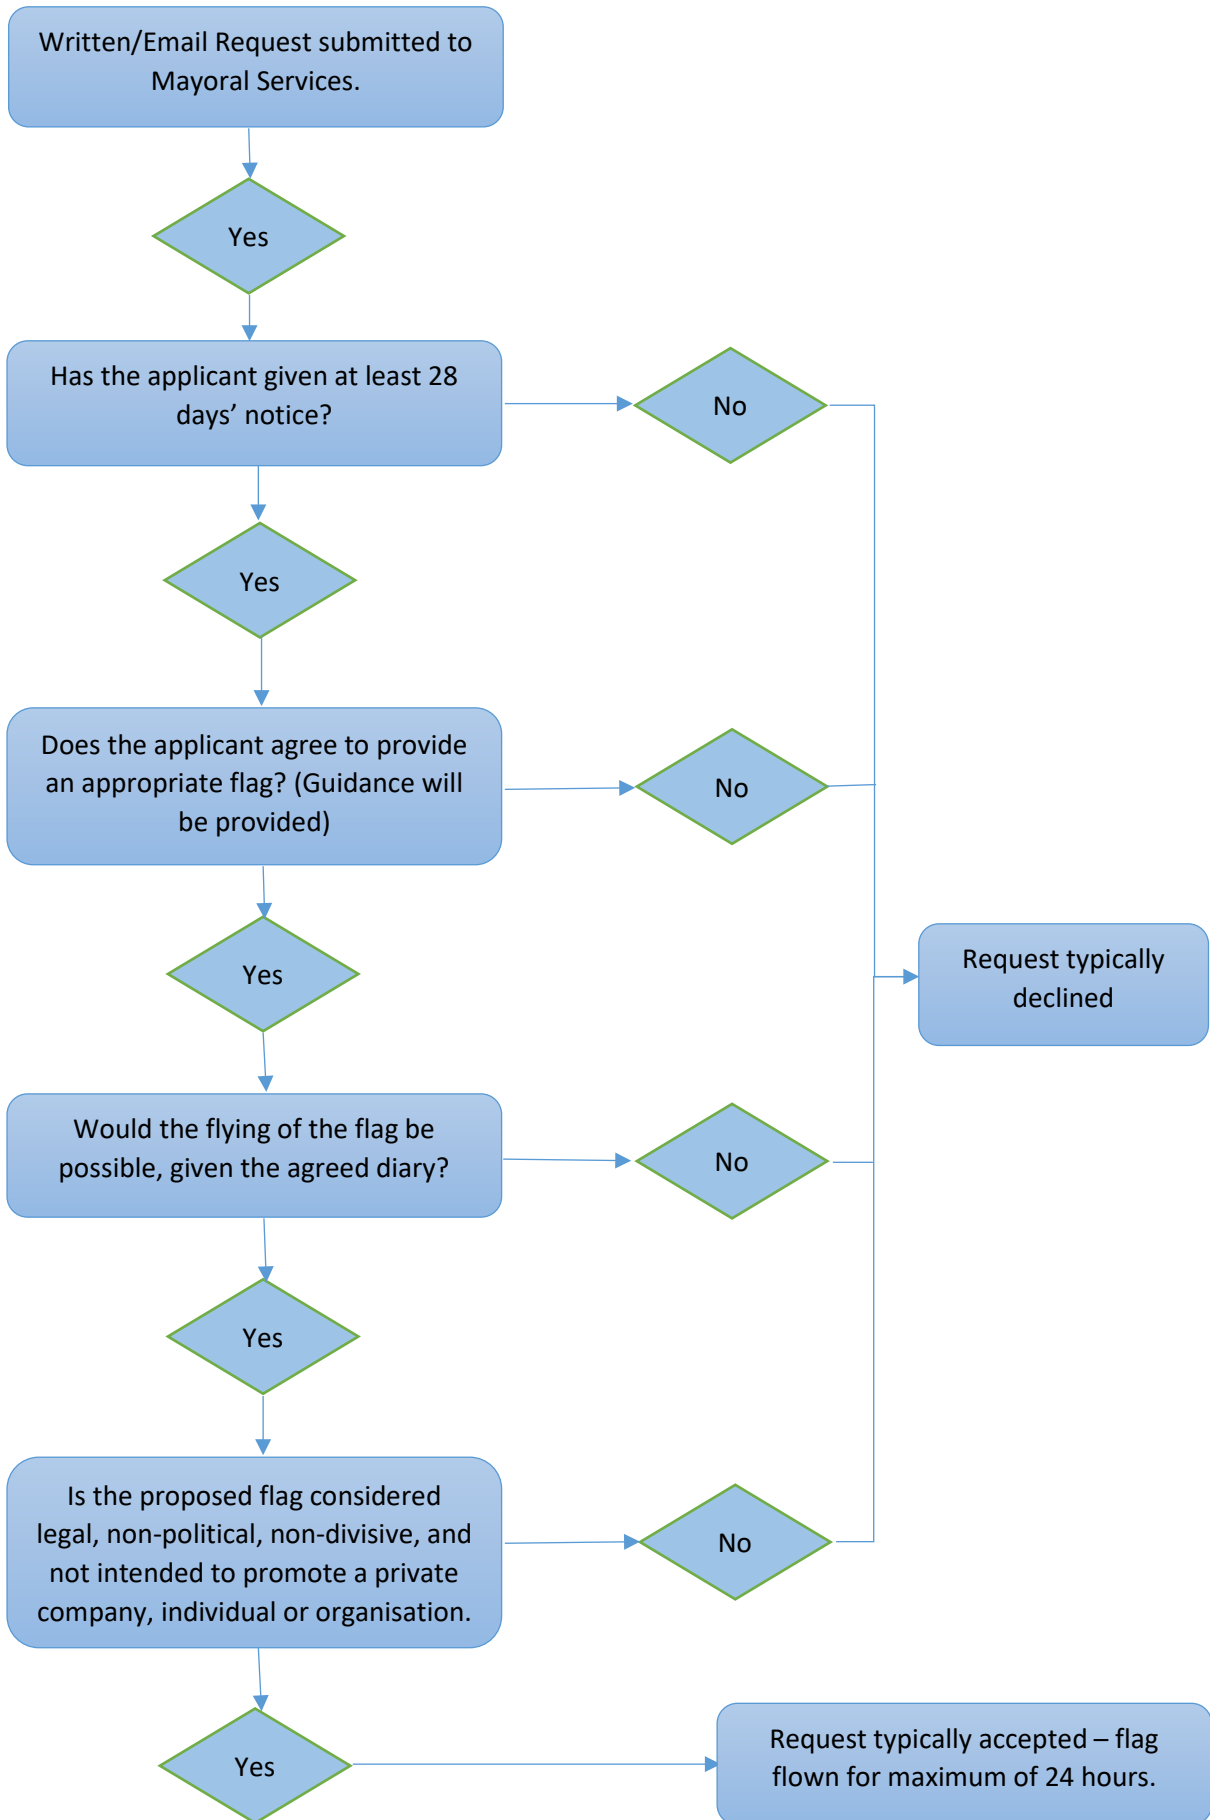 Written/Email Request submitted to
Mayoral Services.
Yes
Has the applicant given at least 28
days’ notice?
No
Yes
Does the applicant agree to provide
an appropriate flag? (Guidance will
be provided)
No
Yes
Request typically
declined
Would the flying of the flag be
possible, given the agreed diary?
No
Yes
Is the proposed flag considered
legal, non-political, non-divisive, and
not intended to promote a private
company, individual or organisation.
No
Yes
Request typically accepted – flag
flown for maximum of 24 hours.